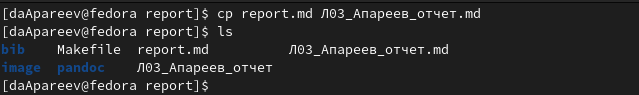 [daApareev@fedora report]$ cp report.md Л03_Апареев_отчет.md
[daApareev@fedora report]$ ls
bib Makefile report.md Л03_Апареев_отчет.md
image pandoc Л03_Апареев_отчет
[daApareev@fedora report]$